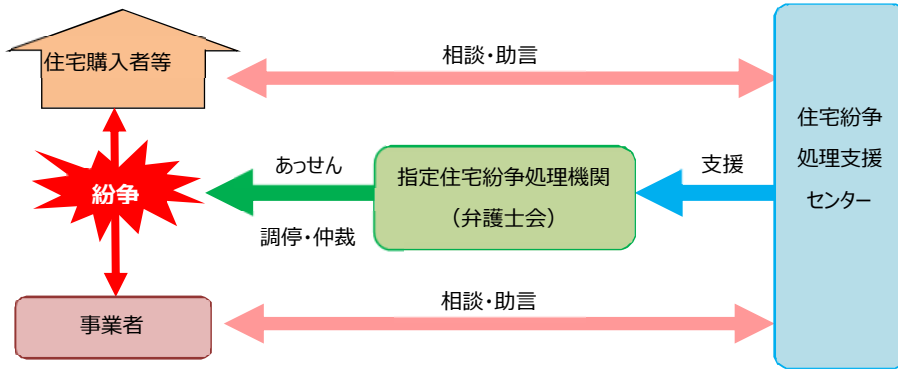 住宅購入者等
相談・助言
住宅紛争
処理支援
センター
紛争
あっせん
調停・仲裁
指定住宅紛争処理機関
（弁護士会）
支援
事業者
相談・助言